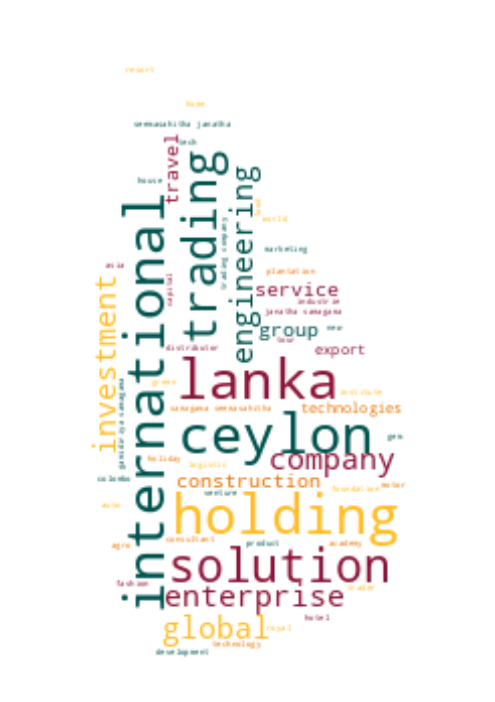 resort
home
seemasahitha janatha
tech
travel
house
trading
engineering
food
world
international
trading company
marketing
asia
plantation
capital
service
investment
industrie
janatha samagama
group
new
tour
distributor
export
lanka
green
institute
gamidiriya samagama
samagama seemasahitha
technologies
ceylon
gem
company
holiday
logistic
colombo
construction
motor
venture
foundation
holding
auto
consultant
product
academy
agro
solution
fashion
trader
enterprise
hotel
global
royal
technology
development